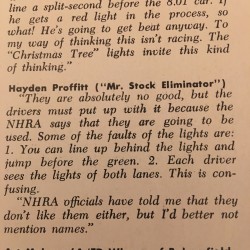 line a split-second before the 8.01 car. If
he gets a red light in the process, so
what! He's going to get beat anyway. To
my way of thinking this isn't racing. The
"Christmas Tree" lights invite this kind
of thinking."
Hayden Proffitt ("Mr. Stock Eliminator")
"They are absolutely no good, but the
drivers must put up with it because the
NHRA says that they are going to be
used. Some of the faults of the lights are:
1. You can line up behind the lights and
jump before the green. 2. Each driver
sees the lights of both lanes. This is con-
fusing.
"NHRA officials have told me that they
don't like them either, but I'd better not
mention names."